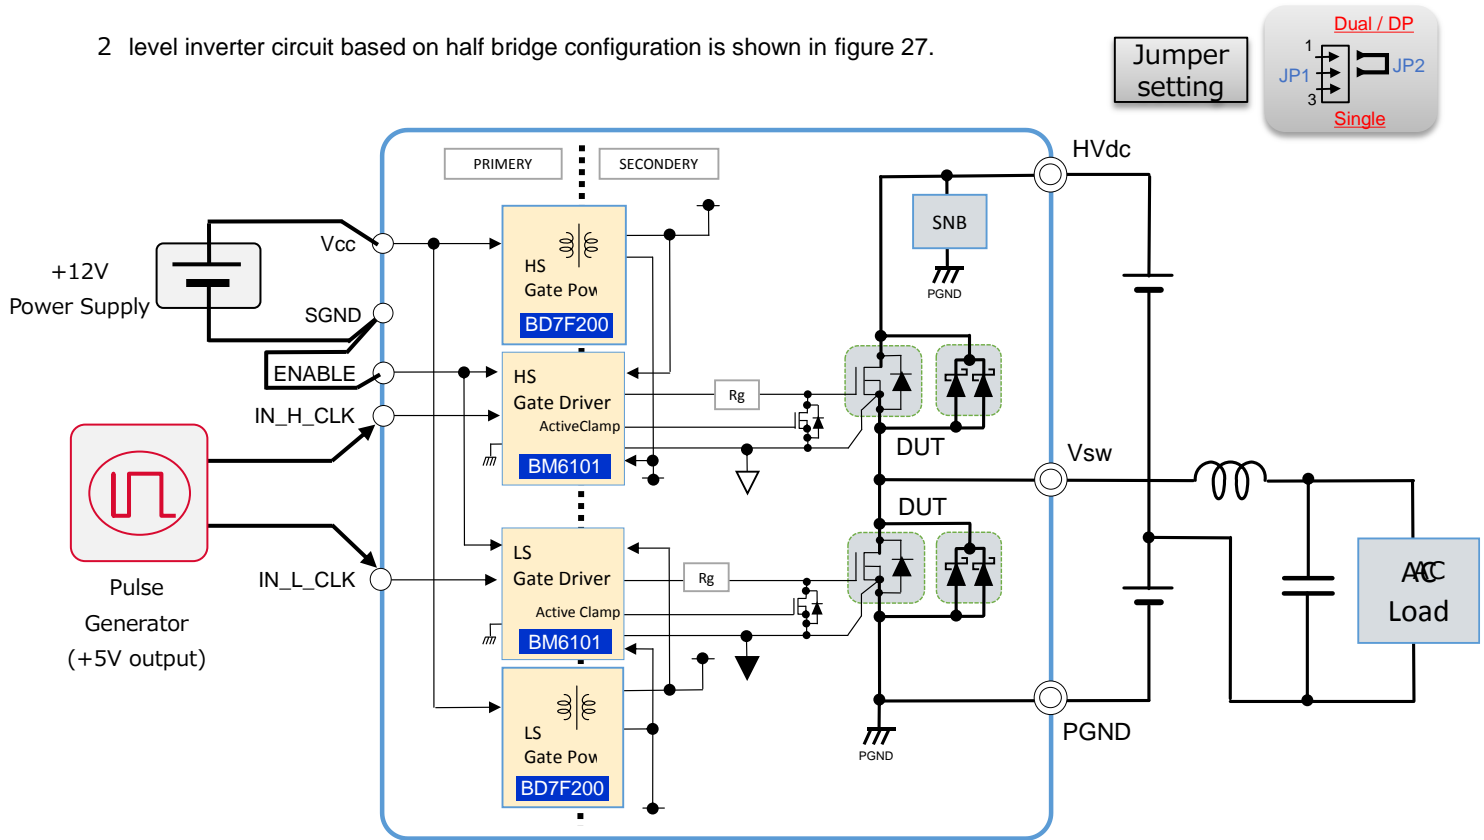 2 level inverter circuit based on half bridge configuration is shown in figure 27.
Jumper
setting
Dual / DP
1
JP1
JP2
3
Single
HVdc
PRIMERY
SECONDERY
SNB
PGND
Vcc
+12V
Power Supply
SGND
HS
Gate Pow
BD7F200
ENABLE
HS
Gate Driver
ActiveClamp
BM6101
Rg
IN_H_CLK
DUT
Vsw
DUT
LS
Gate Driver
Active Clamp
BM6101
Rg
IN_L_CLK
Pulse
Generator
(+5V output)
AC
Load
LS
Gate Pow
BD7F200
PGND
PGND